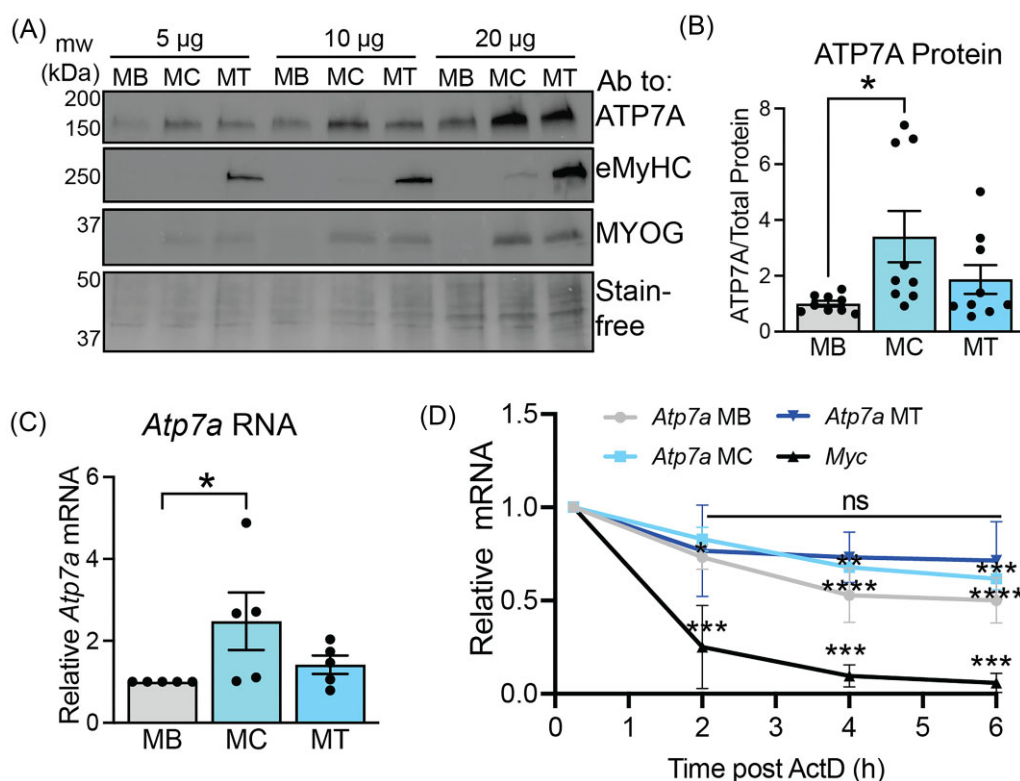 (A)
mw
(kDa)
5 µg 10 µg 20 µg
MB MC MT MB MC MT MB MC MT
Ab to:
200
150
ATP7A
250
eMyHC
37
MYOG
50
37
Stain-
free
(B)
ATP7A Protein
*
ATP7A/Total Protein
8
6
4
2
0
MB MC MT
(C)
Atp7a RNA
*
Relative Atp7a mRNA
6
4
2
0
MB MC MT
(D)
Atp7a MB Atp7a MT
Atp7a MC Myc
Relative mRNA
1.5
1.0
0.5
0.0
ns
* ** ***
**** ****
*** *** ***
0 1 2 3 4 5 6
Time post ActD (h)